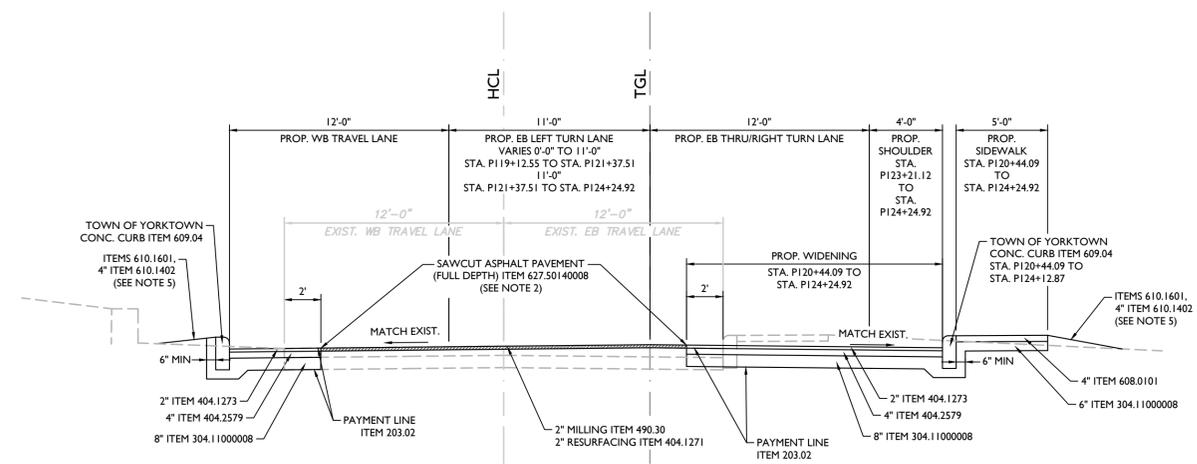 HCL
TGL
12'-0"
PROP. WB TRAVEL LANE
11'-0"
PROP. EB LEFT TURN LANE
VARIES 0'-0" TO 11'-0"
STA. P119+12.55 TO STA. P121+37.51
11'-0"
STA. P121+37.51 TO STA. P124+24.92
12'-0"
PROP. EB THRU/RIGHT TURN LANE
4'-0"
PROP.
SHOULDER
STA.
P123+21.12
TO
STA.
P124+24.92
5'-0"
PROP.
SIDEWALK
STA. P120+44.09
TO
STA. P124+24.92
12'-0"
EXIST. WB TRAVEL LANE
12'-0"
EXIST. EB TRAVEL LANE
TOWN OF YORKTOWN
CONC. CURB ITEM 609.04
ITEMS 610.1601,
4" ITEM 610.1402
(SEE NOTE 5)
SAWCUT ASPHALT PAVEMENT
(FULL DEPTH) ITEM 627.50140008
(SEE NOTE 2)
PROP. WIDENING
STA. P120+44.09 TO
STA. P124+24.92
TOWN OF YORKTOWN
CONC. CURB ITEM 609.04
STA. P120+44.09 TO
STA. P124+12.87
ITEMS 610.1601,
4" ITEM 610.1402
(SEE NOTE 5)
2'
2'
MATCH EXIST.
MATCH EXIST.
6" MIN
6" MIN
2" ITEM 404.1273
4" ITEM 404.2579
8" ITEM 304.11000008
PAYMENT LINE
ITEM 203.02
2" MILLING ITEM 490.30
2" RESURFACING ITEM 404.1271
PAYMENT LINE
ITEM 203.02
2" ITEM 404.1273
4" ITEM 404.2579
8" ITEM 304.11000008
4" ITEM 608.0101
6" ITEM 304.11000008